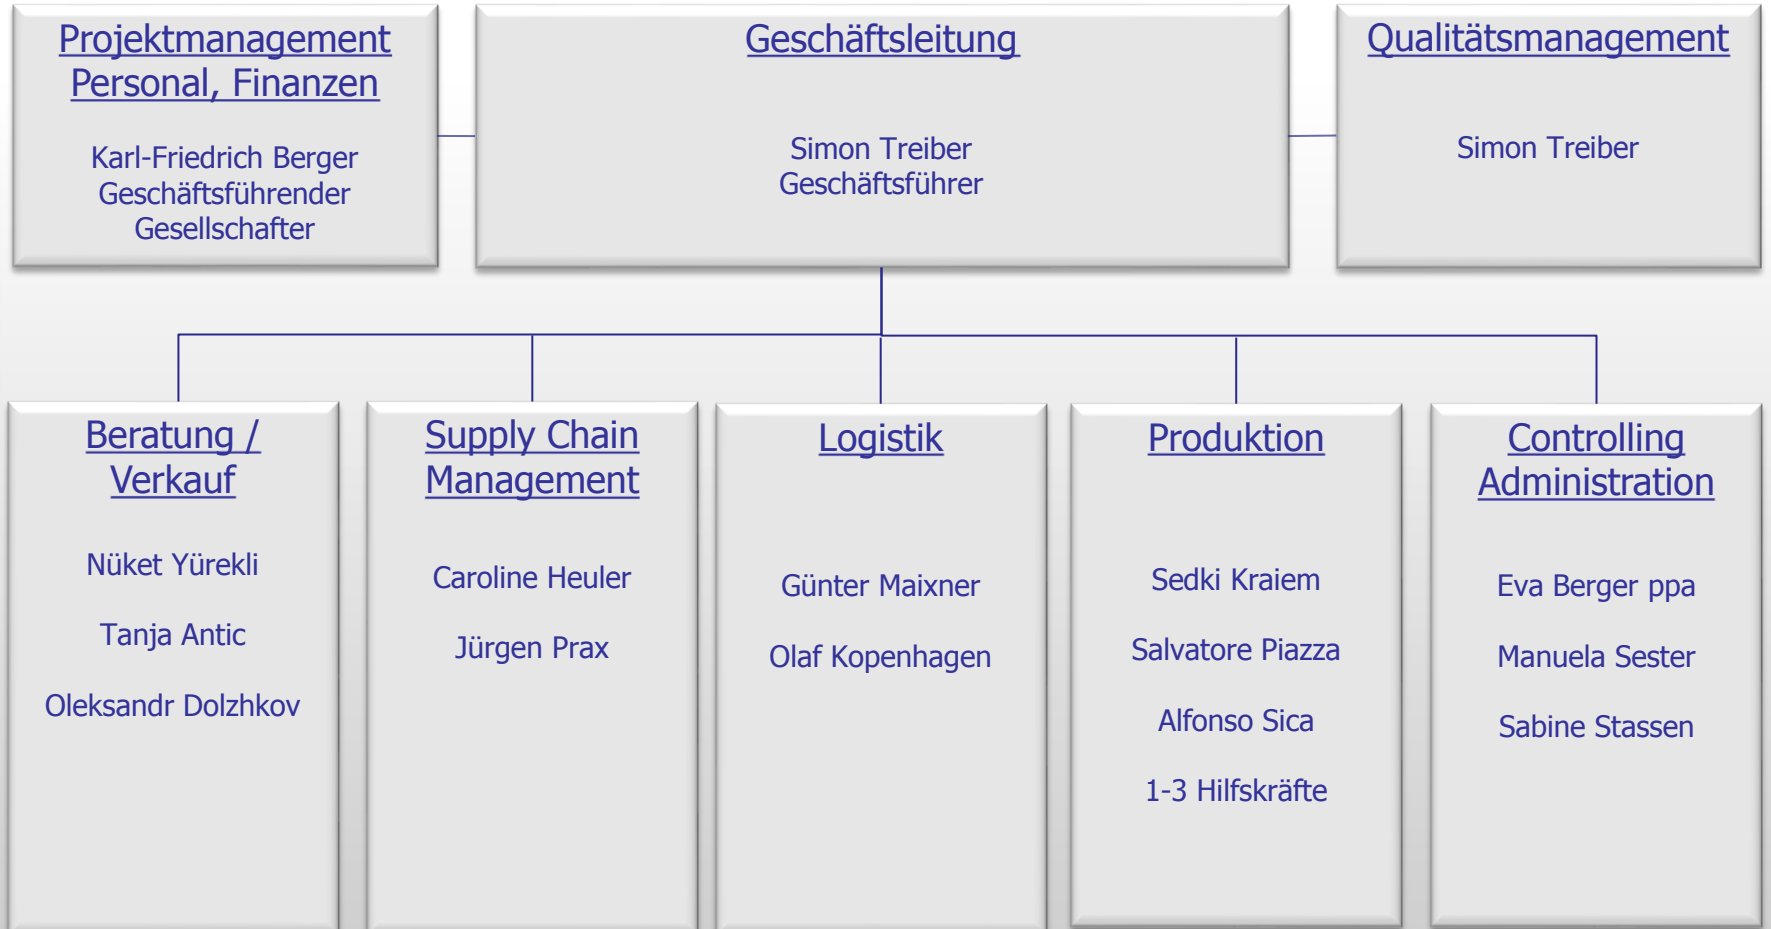 Projektmanagement
Personal, Finanzen
Karl-Friedrich Berger
Geschäftsführender
Gesellschafter
Geschäftsleitung
Simon Treiber
Geschäftsführer
Qualitätsmanagement
Simon Treiber
Beratung /
Verkauf
Nüket Yürekli
Tanja Antic
Oleksandr Dolzhkov
Supply Chain
Management
Caroline Heuler
Jürgen Prax
Logistik
Günter Maixner
Olaf Kopenhagen
Produktion
Sedki Kraiem
Salvatore Piazza
Alfonso Sica
1-3 Hilfskräfte
Controlling
Administration
Eva Berger ppa
Manuela Sester
Sabine Stassen